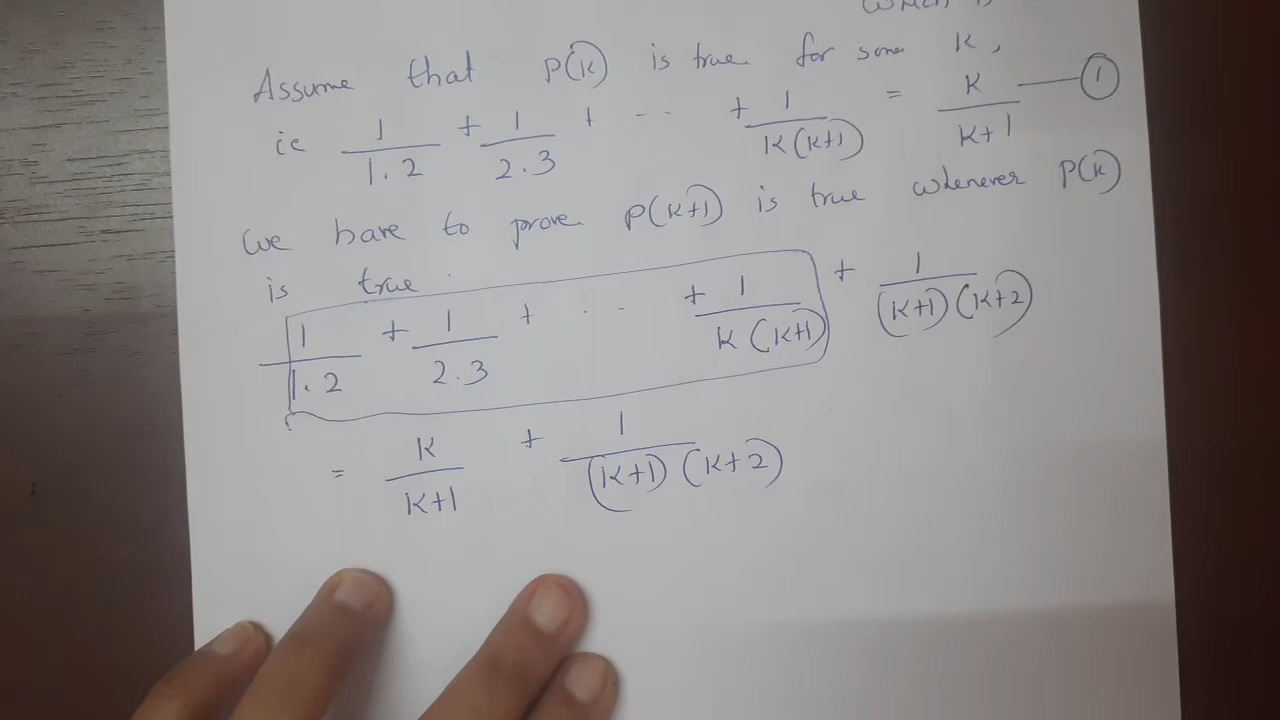 which is
Assume that P(k) is true for some k,
ie 1/1.2 + 1/2.3 + .. + 1/k(k+1) = k/k+1 — ①
we have to prove P(k+1) is true whenever P(k)
is true.
1/1.2 + 1/2.3 + ... + 1/k(k+1) + 1/(k+1)(k+2)
= k/k+1 + 1/(k+1)(k+2)